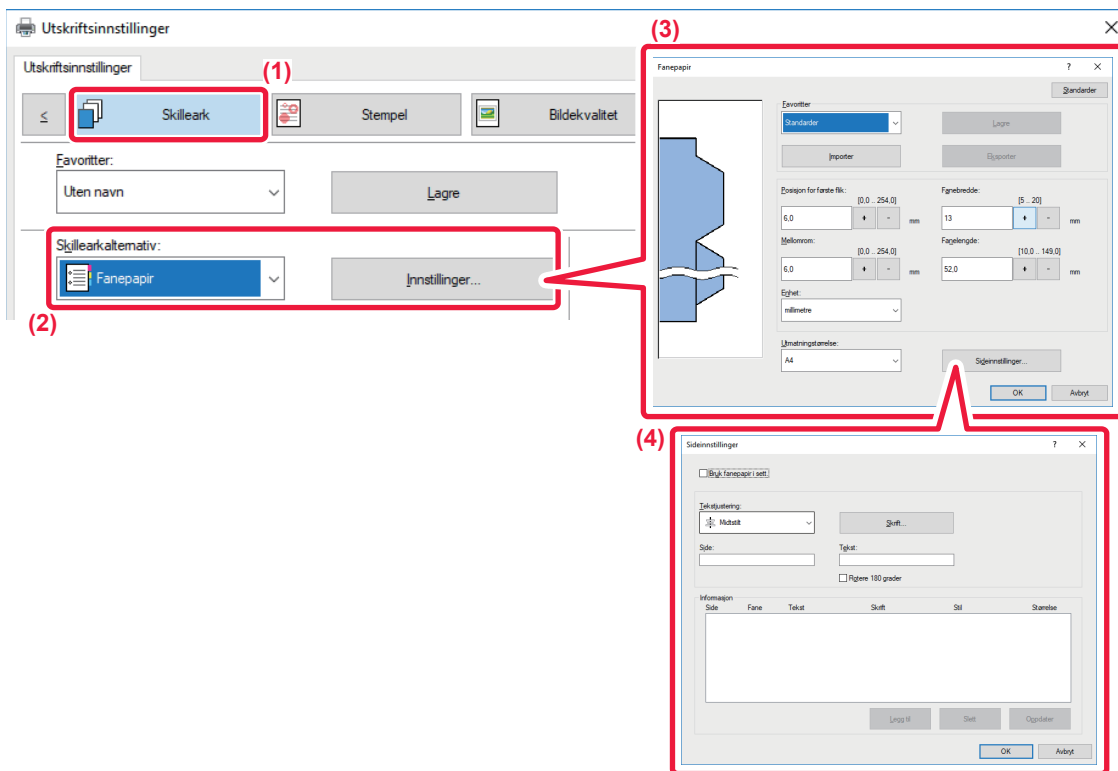 Utskriftsinnstillinger
(3)
Utskriftsinnstillinger
(1)
≤ Skilleark Stempel Bildekvalitet
Favoritter:
Uten navn Lagre
Skillearkalternativ:
Fanepapir Innstillinger...
(2)
Fanepapir ?
Standarder
Favoritter
Standarder Lagre
Importer Eksporter
Posisjon for første flik: Fanebredde:
[0,0 .. 254,0] [5 .. 20]
6,0 + - mm 13 + - mm
Mellomrom: Fanelengde:
[0,0 .. 254,0] [10,0 .. 149,0]
6,0 + - mm 52,0 + - mm
Enhet:
millimetre
Utmatningstørrelse:
A4 Sideinnstillinger...
OK Avbryt
(4)
Sideinnstillinger ?
Bruk fanepapir i sett.
Tekstjustering:
Midtstilt Skrift...
Side: Tekst:
Rotere 180 grader
Informasjon
Side Fane Tekst Skrift Stil Størrelse
Legg til Slett Oppdater
OK Avbryt